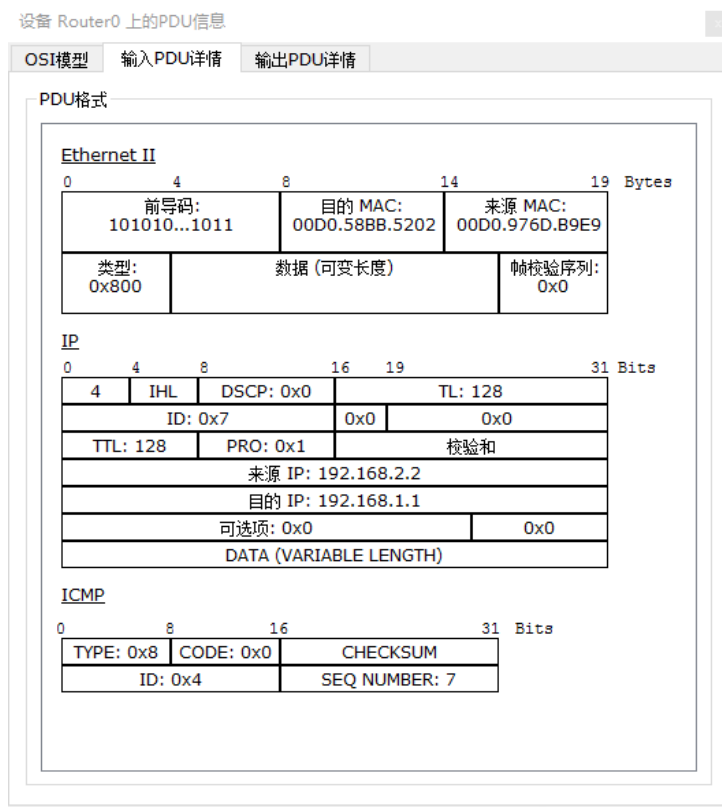 设备 Router0 上的PDU信息
OSI模型 输入PDU详情 输出PDU详情
PDU格式
Ethernet II
0 4 8 14 19 Bytes
前导码: 目的 MAC: 来源 MAC:
101010...1011 00D0.58BB.5202 00D0.976D.B9E9
类型: 数据 (可变长度) 帧校验序列:
0x800 0x0
IP
0 4 8 16 19 31 Bits
4 IHL DSCP: 0x0 TL: 128
ID: 0x7 0x0 0x0
TTL: 128 PRO: 0x1 校验和
来源 IP: 192.168.2.2
目的 IP: 192.168.1.1
可选项: 0x0 0x0
DATA (VARIABLE LENGTH)
ICMP
0 8 16 31 Bits
TYPE: 0x8 CODE: 0x0 CHECKSUM
ID: 0x4 SEQ NUMBER: 7